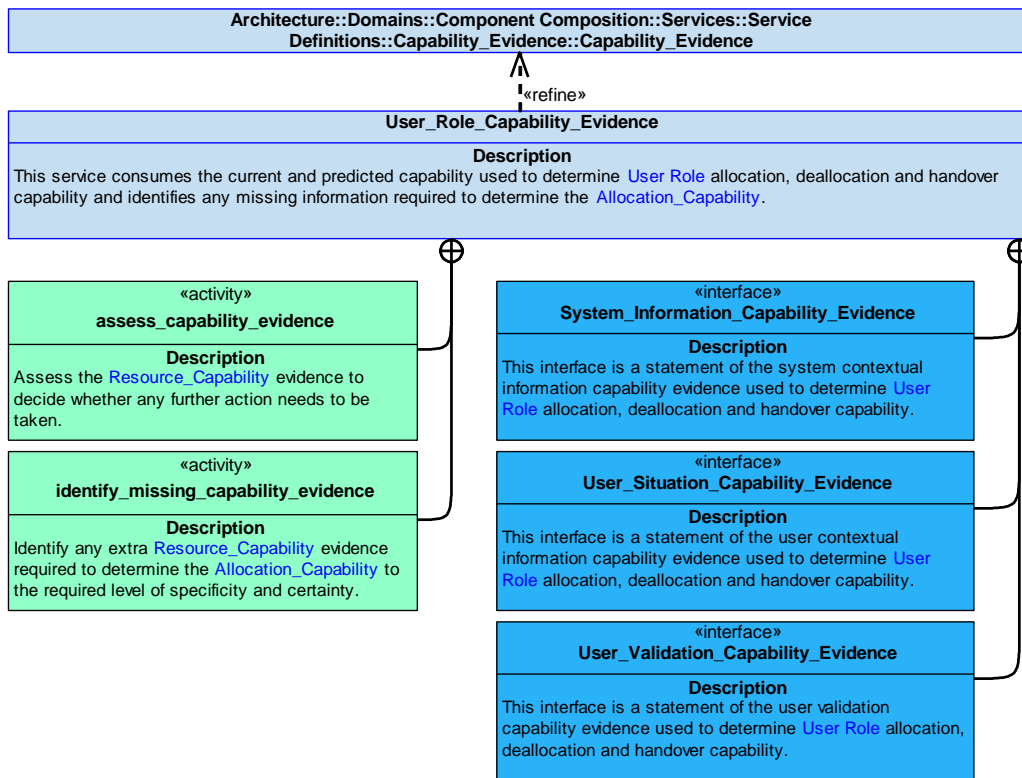 Architecture::Domains::Component Composition::Services::Service
Definitions::Capability_Evidence::Capability_Evidence
«refine»
User_Role_Capability_Evidence
Description
This service consumes the current and predicted capability used to determine User Role allocation, deallocation and handover
capability and identifies any missing information required to determine the Allocation_Capability.
«activity»
assess_capability_evidence
Description
Assess the Resource_Capability evidence to
decide whether any further action needs to be
taken.
«activity»
identify_missing_capability_evidence
Description
Identify any extra Resource_Capability evidence
required to determine the Allocation_Capability to
the required level of specificity and certainty.
«interface»
System_Information_Capability_Evidence
Description
This interface is a statement of the system contextual
information capability evidence used to determine User
Role allocation, deallocation and handover capability.
«interface»
User_Situation_Capability_Evidence
Description
This interface is a statement of the user contextual
information capability evidence used to determine User
Role allocation, deallocation and handover capability.
«interface»
User_Validation_Capability_Evidence
Description
This interface is a statement of the user validation
capability evidence used to determine User Role allocation,
deallocation and handover capability.